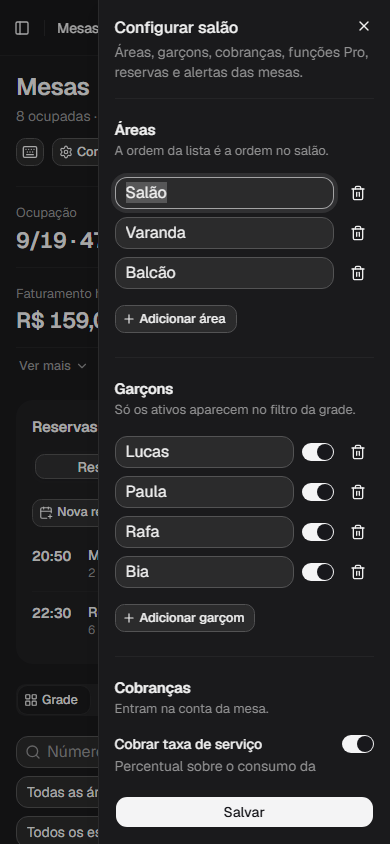 Mesas
Configurar salão
Áreas, garçons, cobranças, funções Pro,
reservas e alertas das mesas.
Mesas
8 ocupadas ·
Áreas
A ordem da lista é a ordem no salão.
Salão
Varanda
Balcão
Adicionar área
Ocupação
9/19 · 47
Faturamento
R$ 159,0
Ver mais
Garçons
Só os ativos aparecem no filtro da grade.
Lucas
Paula
Rafa
Bia
Adicionar garçom
Reservas
Res
Nova re
20:50
2
22:30
R
6
Grade
Cobranças
Entram na conta da mesa.
Cobrar taxa de serviço
Percentual sobre o consumo da
Númer
Todas as ár
Todos os es
Salvar